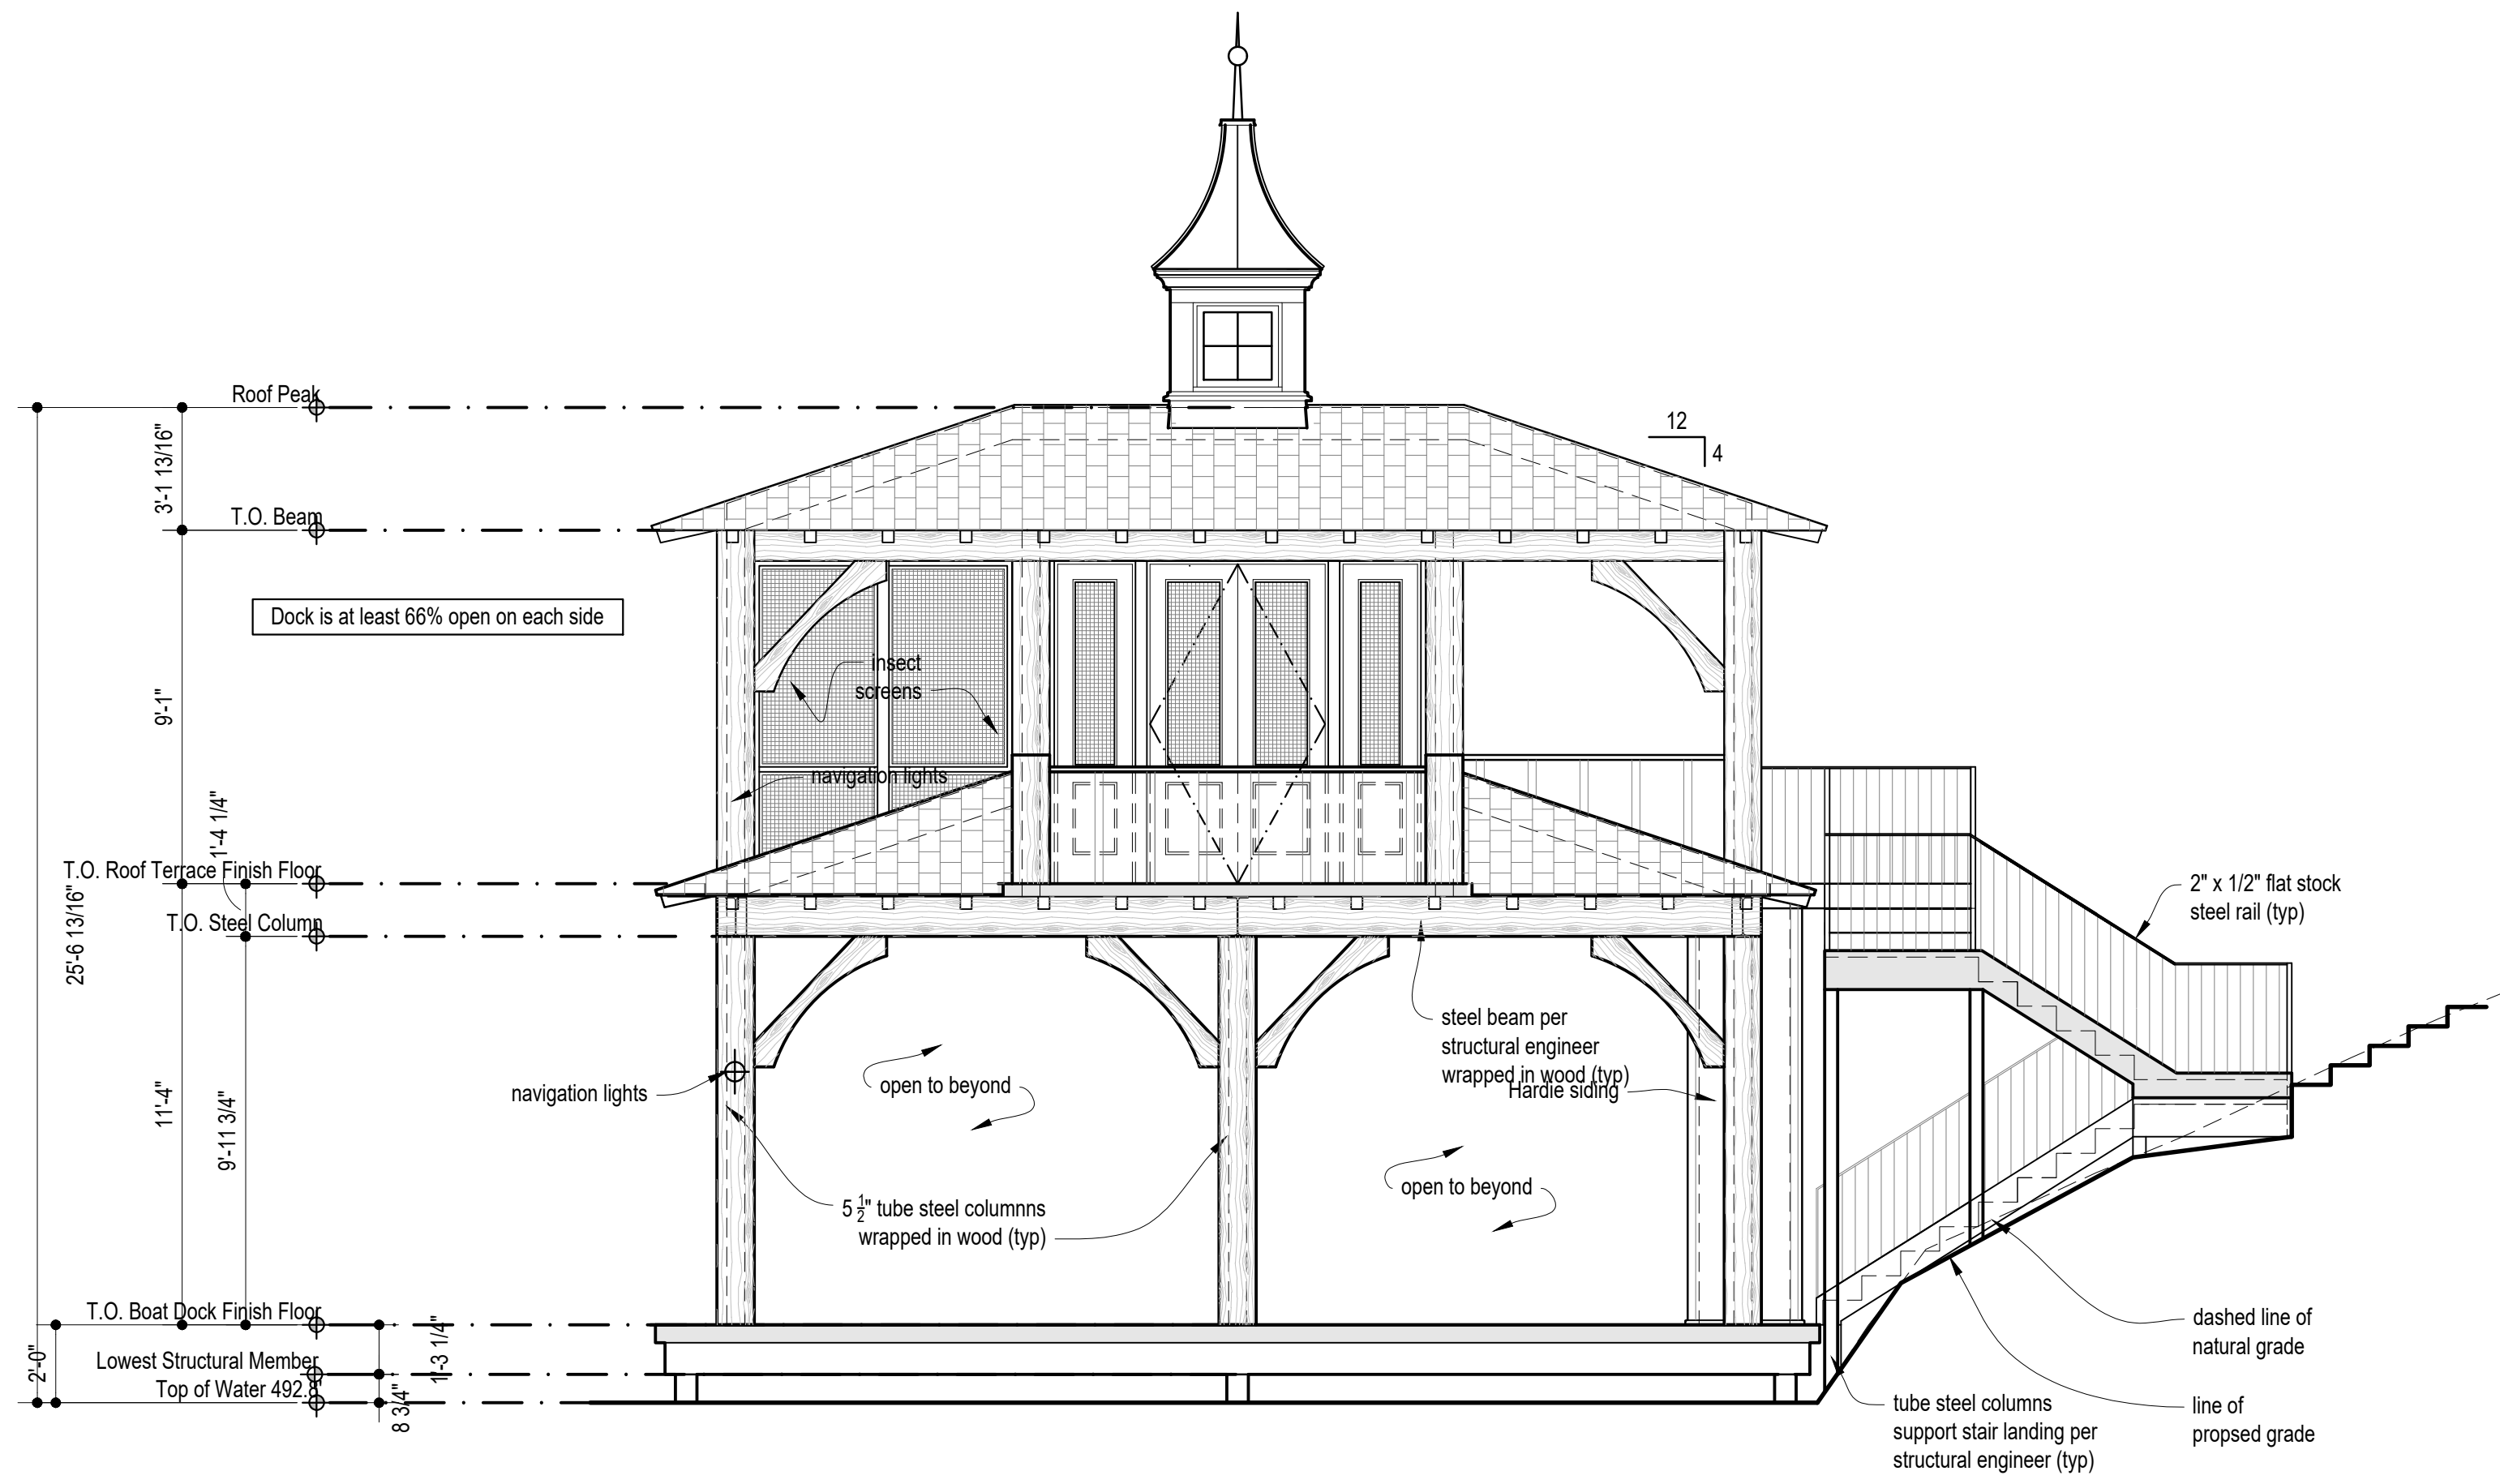 Roof Peak
12
4
3'-1 13/16"
T.O. Beam
Dock is at least 66% open on each side
insect
screens
9'-1"
navigation lights
1'-4 1/4"
T.O. Roof Terrace Finish Floor
25'-6 13/16"
T.O. Steel Column
2" x 1/2" flat stock
steel rail (typ)
steel beam per
structural engineer
wrapped in wood (typ)
Hardie siding
navigation lights
open to beyond
11'-4"
9'-11 3/4"
open to beyond
5 1/2" tube steel columnns
wrapped in wood (typ)
T.O. Boat Dock Finish Floor
2'-0"
Lowest Structural Member
1'-3 1/4"
Top of Water 492.8'
8 3/4"
dashed line of
natural grade
tube steel columns
support stair landing per
structural engineer (typ)
line of
propsed grade